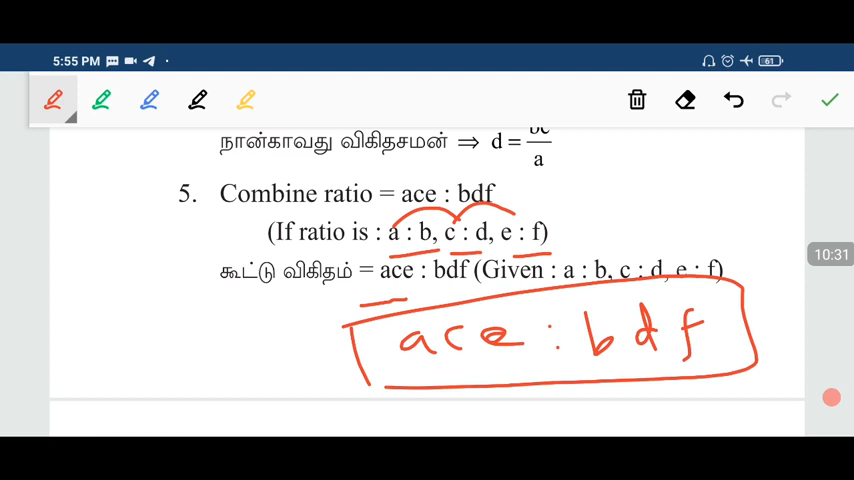 5:55 PM
61
நான்காவது விகிதசமன் ⇒ d = bc/a
5. Combine ratio = ace : bdf
(If ratio is : a : b, c : d, e : f)
கூட்டு விகிதம் = ace : bdf (Given : a : b, c : d, e : f)
10:31
ace : bdf